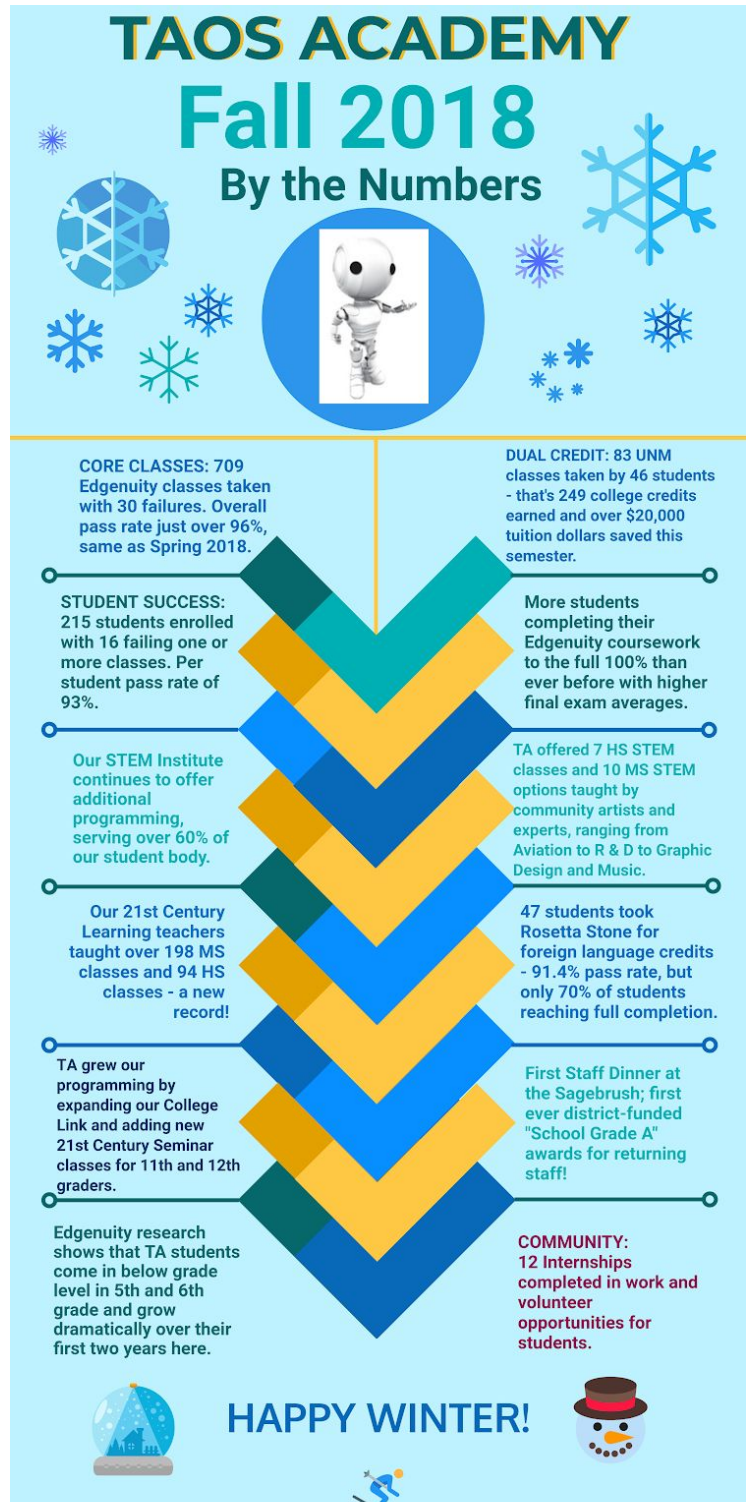 TAOS ACADEMY
Fall 2018
By the Numbers
CORE CLASSES: 709
Edgenuity classes taken
with 30 failures. Overall
pass rate just over 96%,
same as Spring 2018.
DUAL CREDIT: 83 UNM
classes taken by 46 students
- that's 249 college credits
earned and over $20,000
tuition dollars saved this
semester.
STUDENT SUCCESS:
215 students enrolled
with 16 failing one or
more classes. Per
student pass rate of
93%.
More students
completing their
Edgenuity coursework
to the full 100% than
ever before with higher
final exam averages.
Our STEM Institute
continues to offer
additional
programming,
serving over 60% of
our student body.
TA offered 7 HS STEM
classes and 10 MS STEM
options taught by
community artists and
experts, ranging from
Aviation to R & D to Graphic
Design and Music.
Our 21st Century
Learning teachers
taught over 198 MS
classes and 94 HS
classes - a new
record!
47 students took
Rosetta Stone for
foreign language credits
- 91.4% pass rate, but
only 70% of students
reaching full completion.
TA grew our
programming by
expanding our College
Link and adding new
21st Century Seminar
classes for 11th and 12th
graders.
First Staff Dinner at
the Sagebrush; first
ever district-funded
"School Grade A"
awards for returning
staff!
Edgenuity research
shows that TA students
come in below grade
level in 5th and 6th
grade and grow
dramatically over their
first two years here.
COMMUNITY:
12 Internships
completed in work and
volunteer
opportunities for
students.
HAPPY WINTER!